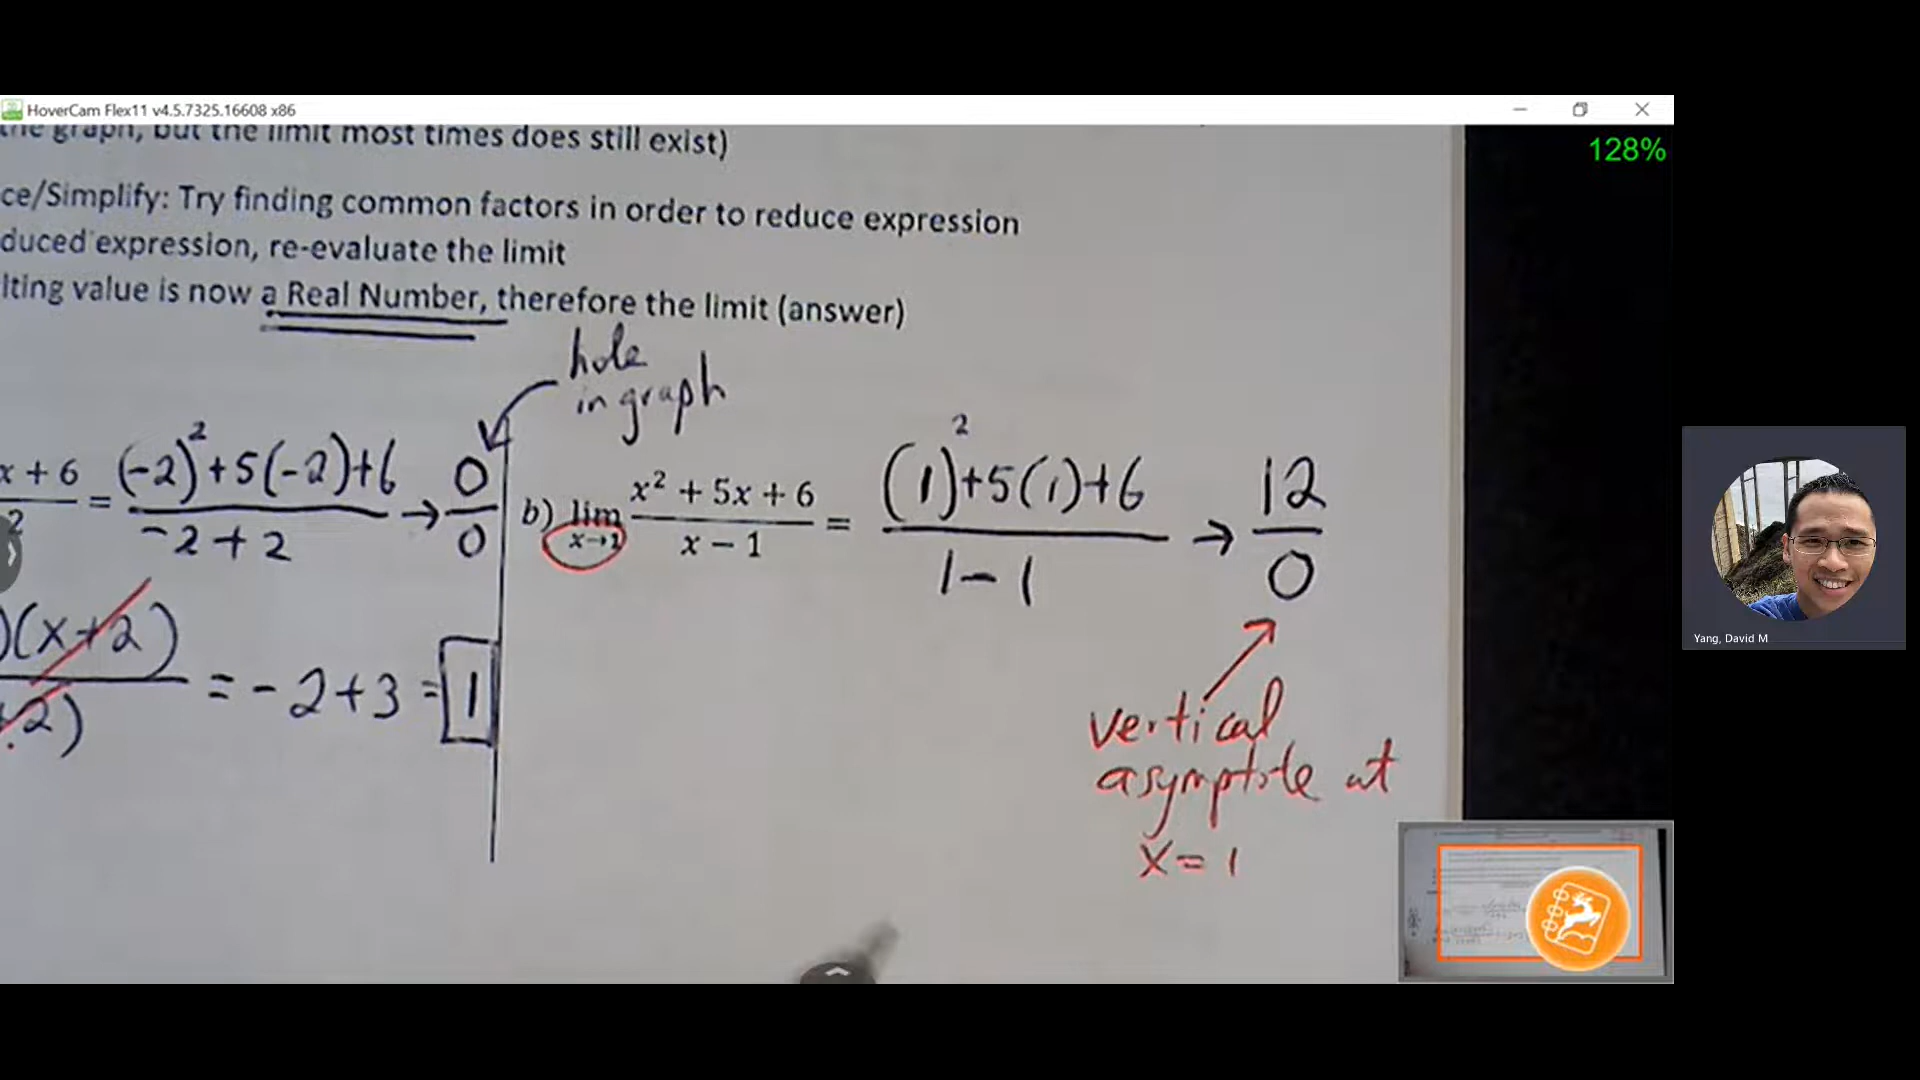 HoverCam Flex11 v4.5.7325.16608 x86
128%
the graph, but the limit most times does still exist)
ce/Simplify: Try finding common factors in order to reduce expression
duced expression, re-evaluate the limit
lting value is now a Real Number, therefore the limit (answer)
hole
in graph
x + 6 = (-2)²+5(-2)+6 → 0
2 -2+2 0
)(x+2) = -2+3 = 1
+2)
b) lim x² + 5x + 6 = (1)²+5(1)+6 → 12
x→1 x − 1 1-1 0
vertical
asymptote at
x = 1
Yang, David M